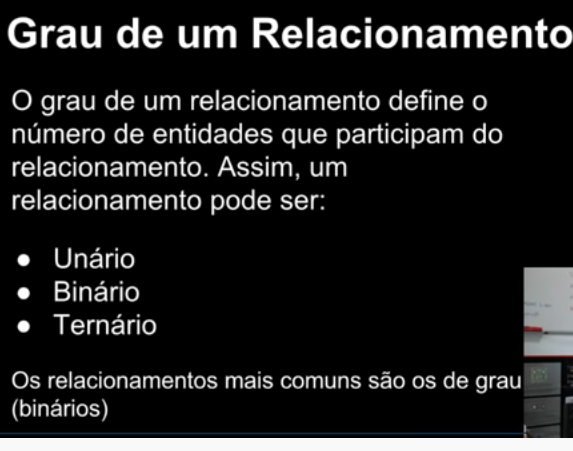 Grau de um Relacionamento
O grau de um relacionamento define o
número de entidades que participam do
relacionamento. Assim, um
relacionamento pode ser:
● Unário
● Binário
● Ternário
Os relacionamentos mais comuns são os de grau
(binários)